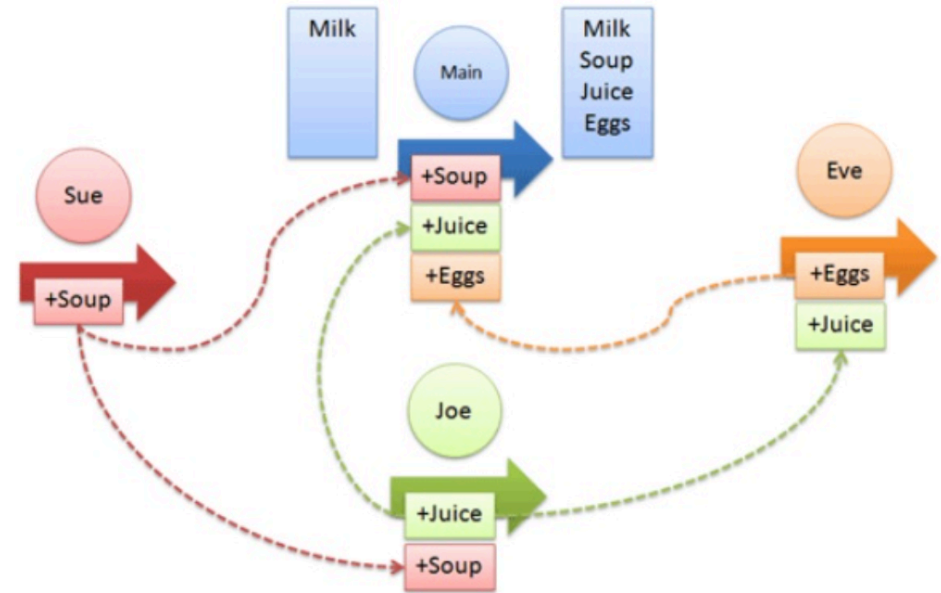 Milk
Main
Milk
Soup
Juice
Eggs
Sue
+Soup
+Soup
+Juice
+Eggs
Eve
+Eggs
+Juice
Joe
+Juice
+Soup